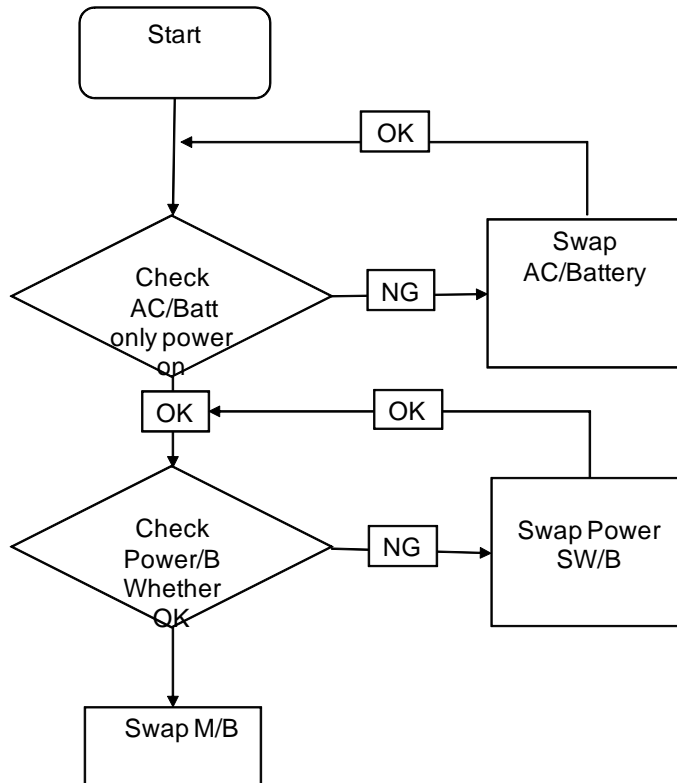 Start
OK
Check
AC/Batt
only power
on
NG
Swap
AC/Battery
OK
OK
Check
Power/B
Whether
OK
NG
Swap Power
SW/B
Swap M/B